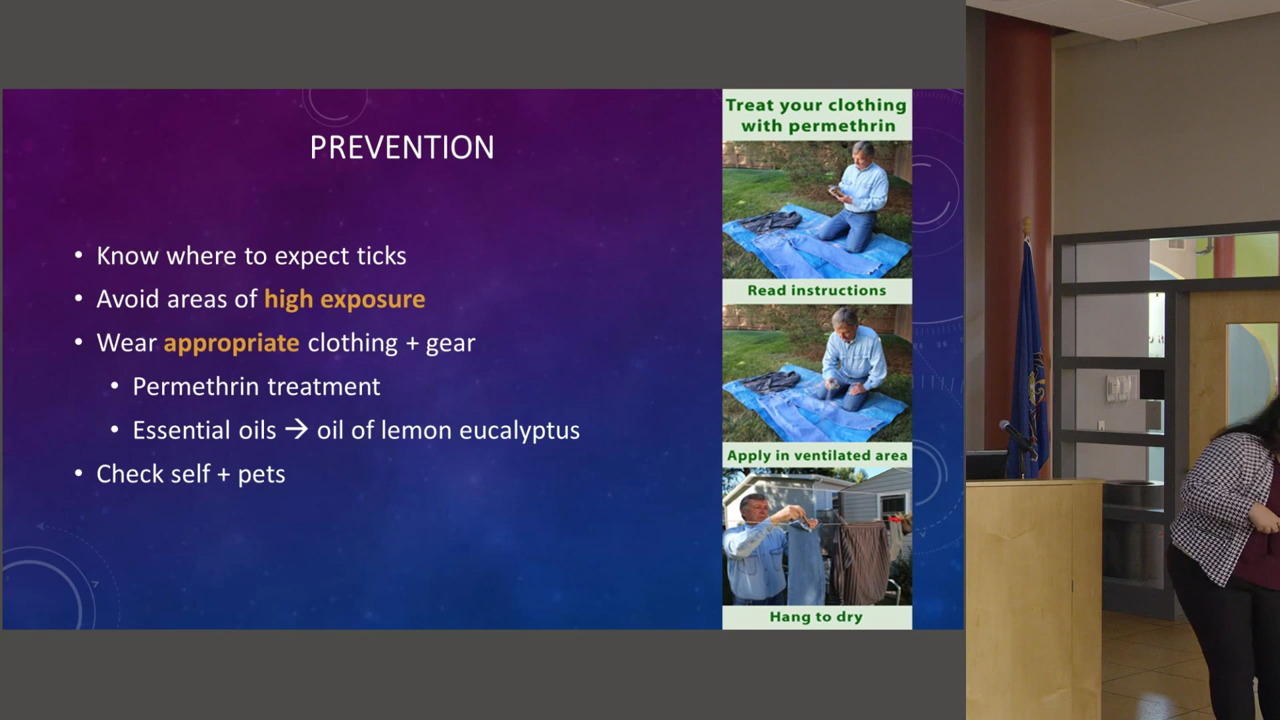 PREVENTION
• Know where to expect ticks
• Avoid areas of high exposure
• Wear appropriate clothing + gear
• Permethrin treatment
• Essential oils → oil of lemon eucalyptus
• Check self + pets
Treat your clothing
with permethrin
Read instructions
Apply in ventilated area
Hang to dry